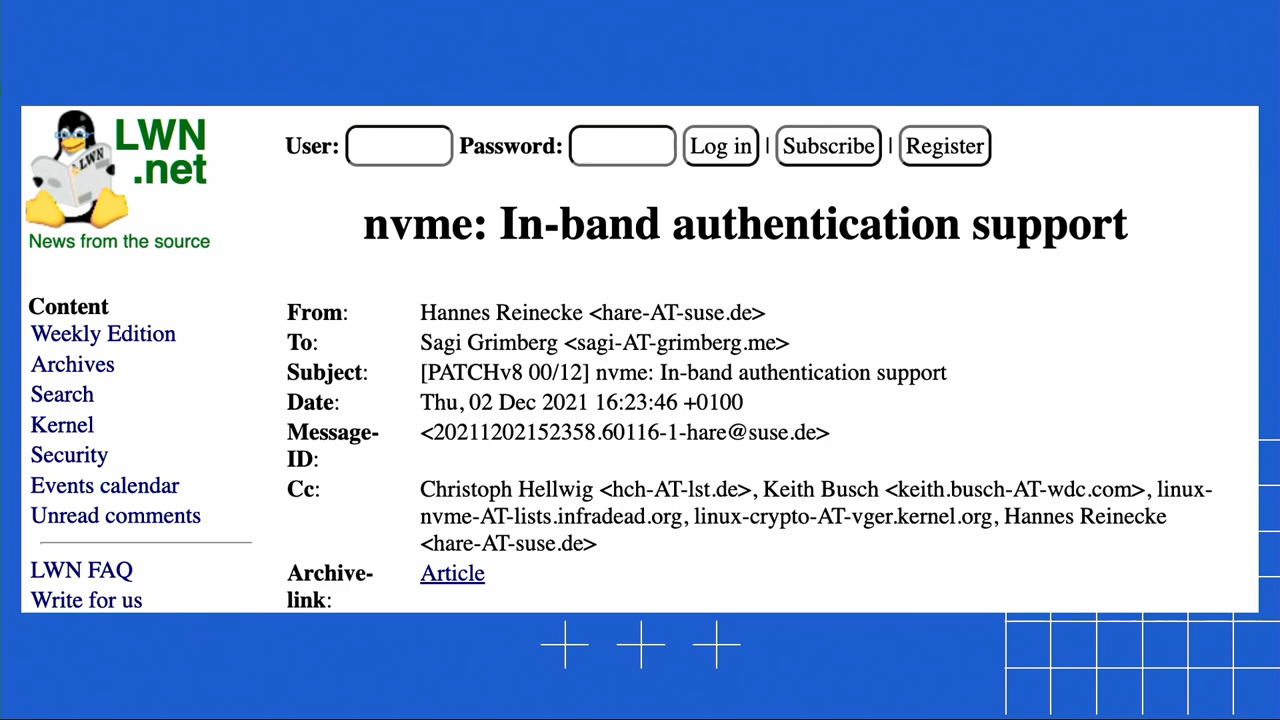 LWN
.net
LWN
News from the source
User: Password: Log in | Subscribe | Register
nvme: In-band authentication support
Content
Weekly Edition
Archives
Search
Kernel
Security
Events calendar
Unread comments
LWN FAQ
Write for us
From: Hannes Reinecke <hare-AT-suse.de>
To: Sagi Grimberg <sagi-AT-grimberg.me>
Subject: [PATCHv8 00/12] nvme: In-band authentication support
Date: Thu, 02 Dec 2021 16:23:46 +0100
Message- <20211202152358.60116-1-hare@suse.de>
ID:
Cc: Christoph Hellwig <hch-AT-lst.de>, Keith Busch <keith.busch-AT-wdc.com>, linux-
nvme-AT-lists.infradead.org, linux-crypto-AT-vger.kernel.org, Hannes Reinecke
<hare-AT-suse.de>
Archive- Article
link: